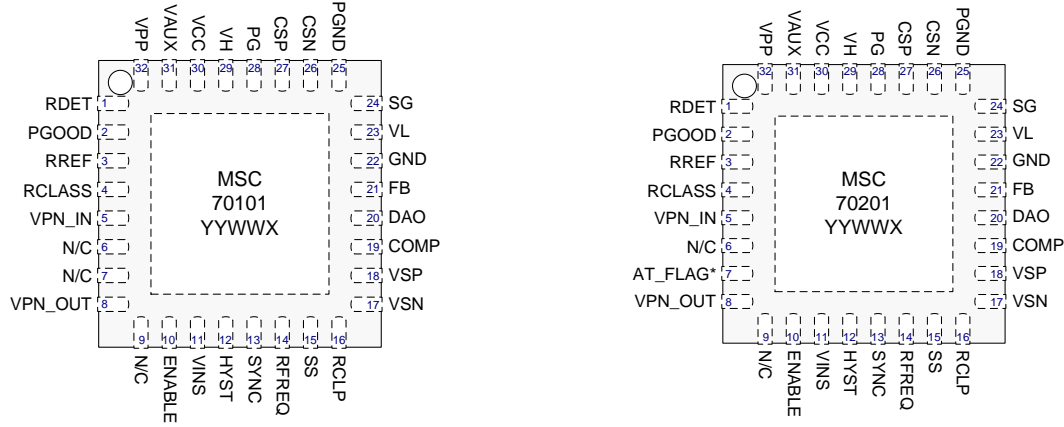 VPP VAUX VCC VH PG CSP CSN PGND
32 31 30 29 28 27 26 25
RDET 1
PGOOD 2
RREF 3
RCLASS 4
VPN_IN 5
N/C 6
N/C 7
VPN_OUT 8
MSC
70101
YYWWX
24 SG
23 VL
22 GND
21 FB
20 DAO
19 COMP
18 VSP
17 VSN
9 10 11 12 13 14 15 16
N/C ENABLE VINS HYST SYNC RFREQ SS RCLP
VPP VAUX VCC VH PG CSP CSN PGND
32 31 30 29 28 27 26 25
RDET 1
PGOOD 2
RREF 3
RCLASS 4
VPN_IN 5
N/C 6
AT_FLAG* 7
VPN_OUT 8
MSC
70201
YYWWX
24 SG
23 VL
22 GND
21 FB
20 DAO
19 COMP
18 VSP
17 VSN
9 10 11 12 13 14 15 16
N/C ENABLE VINS HYST SYNC RFREQ SS RCLP